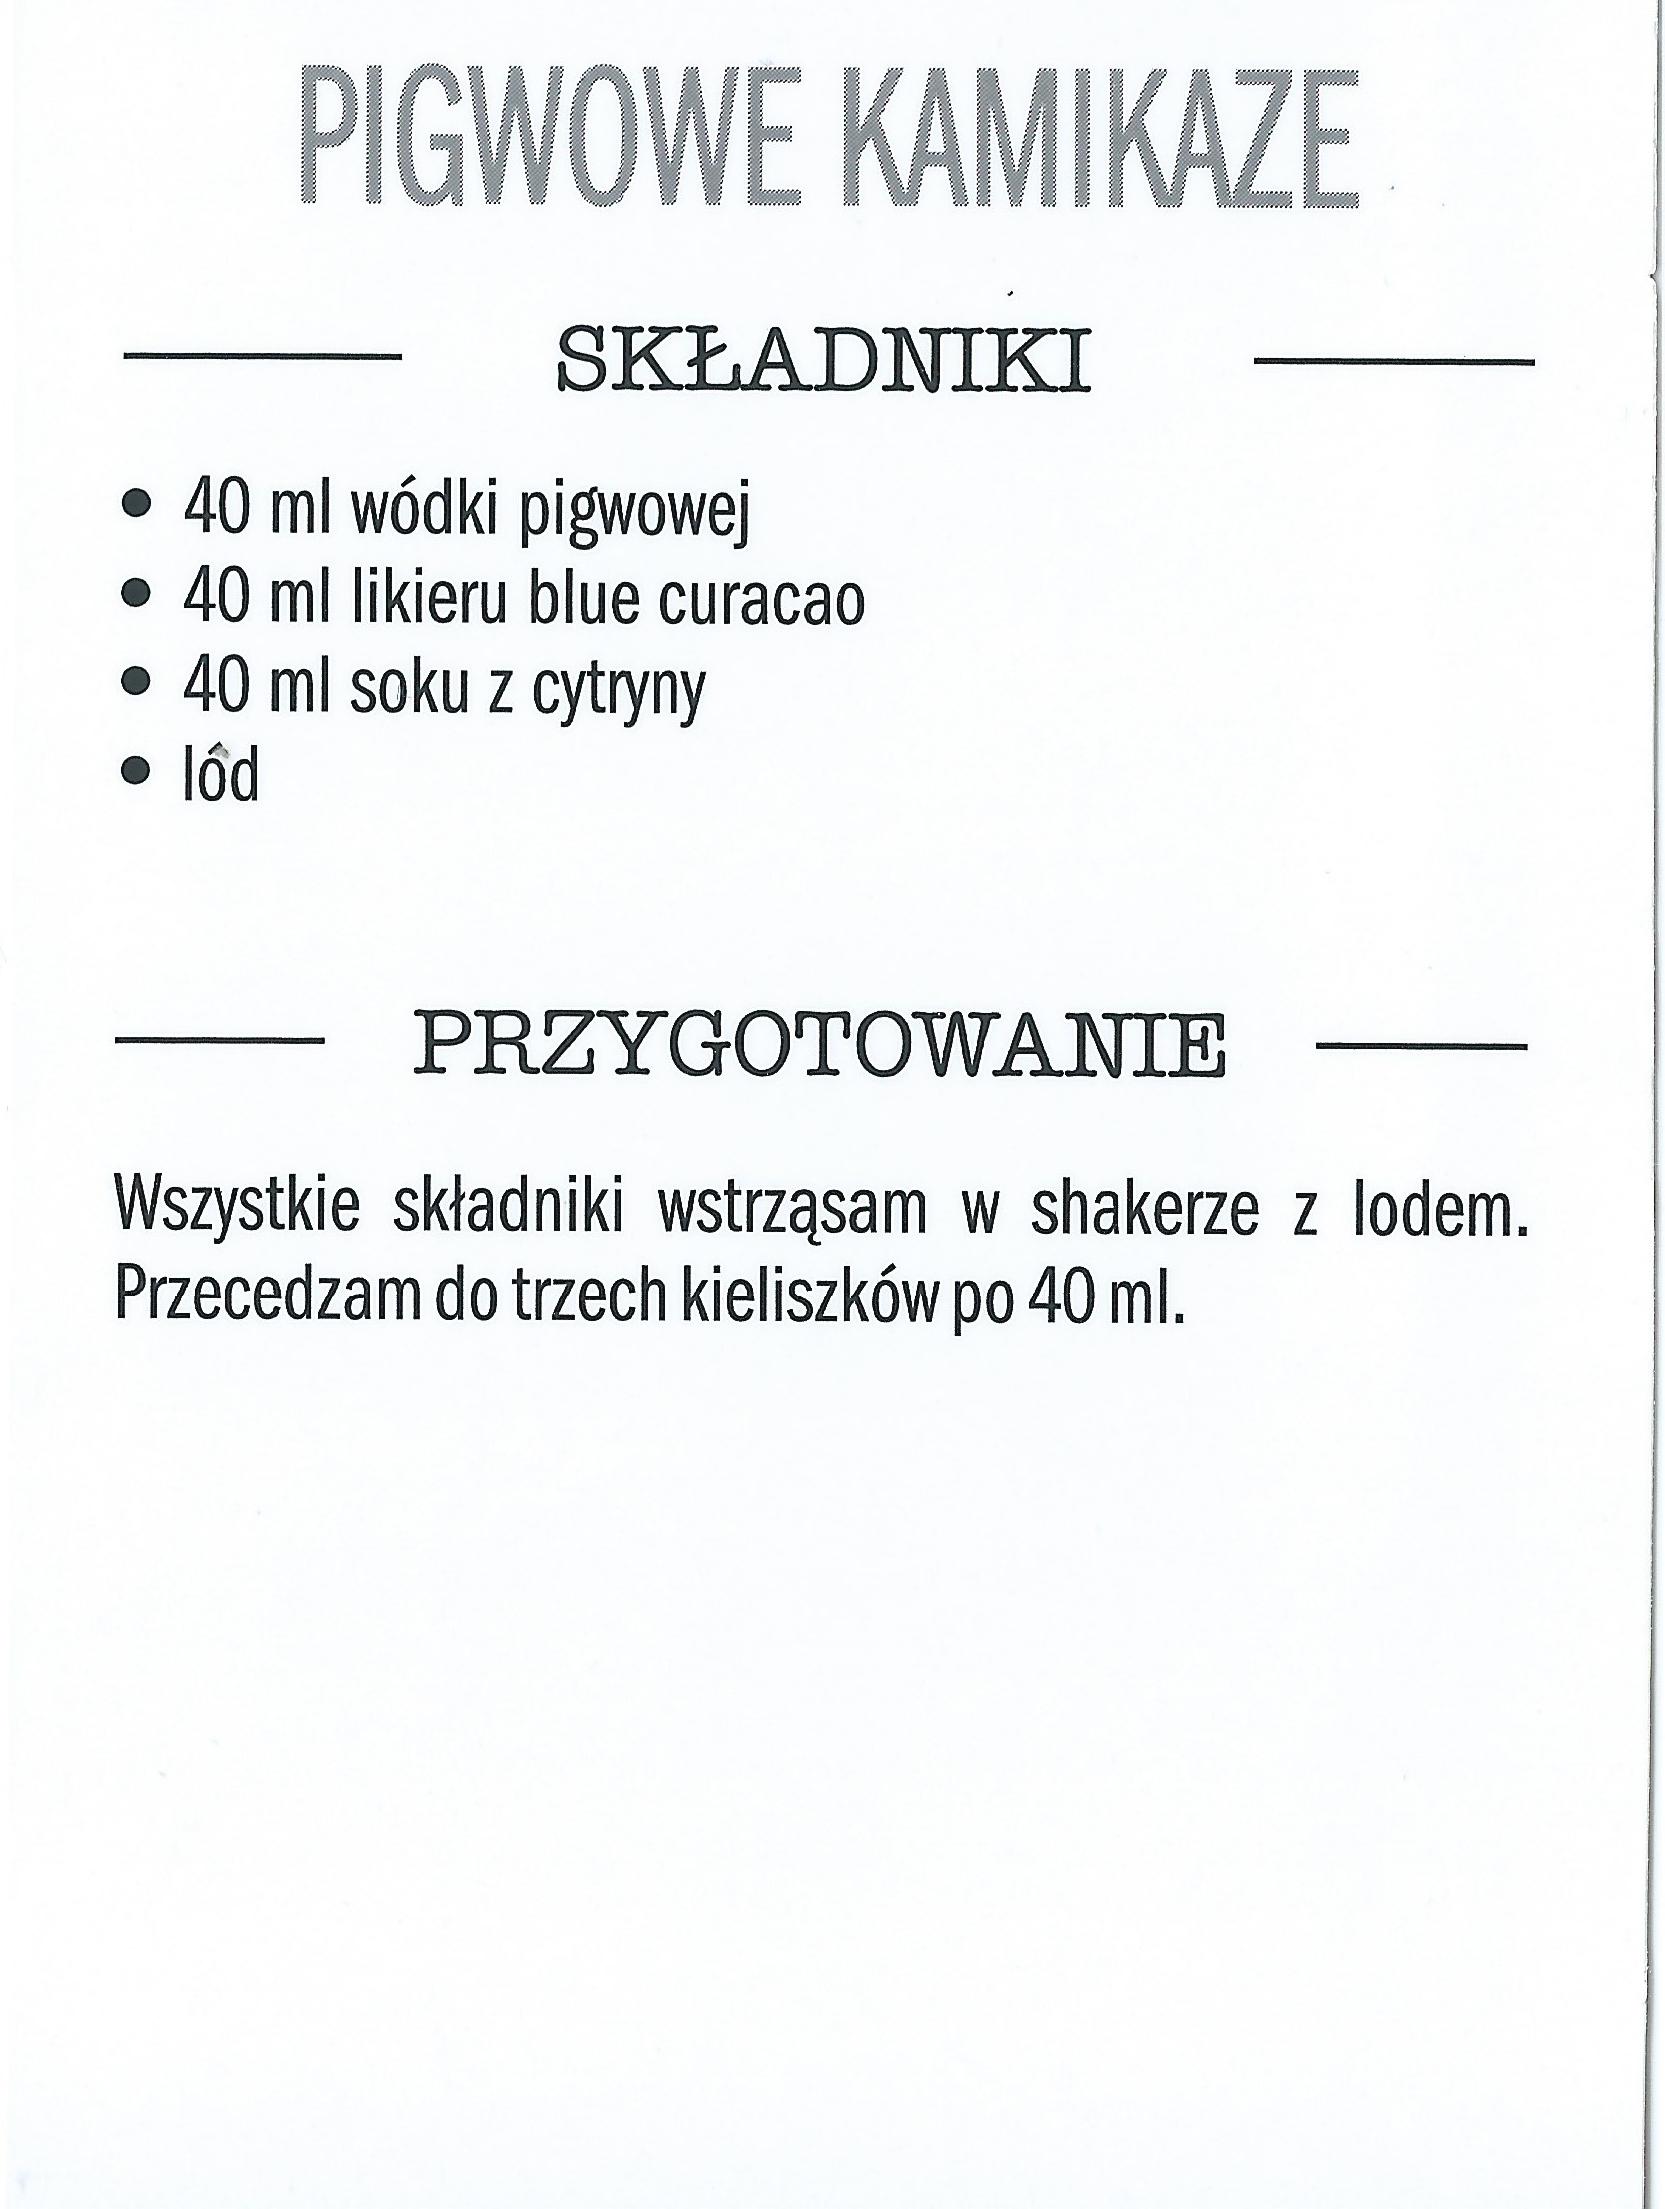 PIGWOWE KAMIKAZE
SKŁADNIKI
• 40 ml wódki pigwowej
• 40 ml likieru blue curacao
• 40 ml soku z cytryny
• lód
PRZYGOTOWANIE
Wszystkie składniki wstrząsam w shakerze z lodem.
Przecedzam do trzech kieliszków po 40 ml.